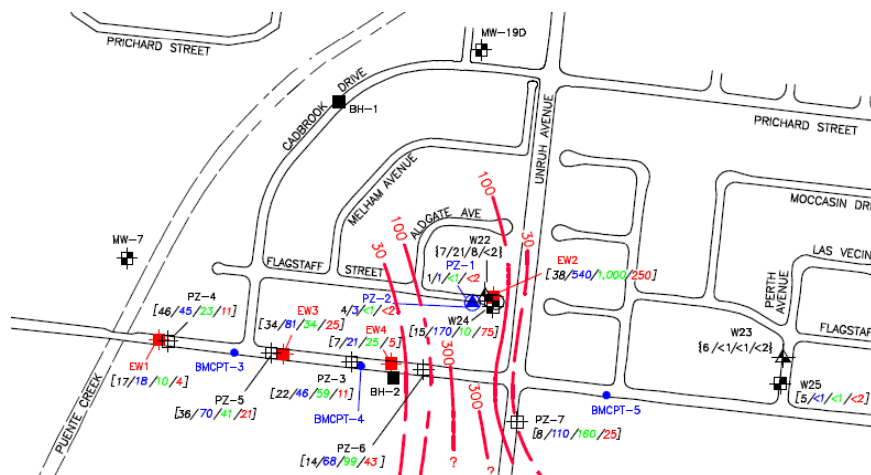 MW-19D
PRICHARD STREET
CADBROOK DRIVE
BH-1
PRICHARD STREET
UNRUH AVENUE
MELHAM AVENUE
100
100
ALDGATE AVE
MOCCASIN DR
W22
{7/21/8/<2}
30
30
MW-7
PZ-1
1/1/<1/<2
EW2
[38/540/1,000/250]
LAS VECIN
FLAGSTAFF STREET
PERTH AVENUE
PZ-2
4/3/<1/<2
PZ-4
[46/45/23/11]
EW3
[34/81/34/25]
EW4
[7/21/25/5]
W24
[15/170/10/75]
W23
{6/<1/<1/<2}
FLAGSTAF
300
EW1
[17/18/10/4]
BMCPT-3
PZ-3
[22/46/59/11]
BH-2
300
W25
[5/<1/<1/<2]
PUENTE CREEK
PZ-5
[36/70/41/21]
BMCPT-4
BMCPT-5
PZ-7
[8/110/160/25]
PZ-6
[14/68/99/43]
?
?